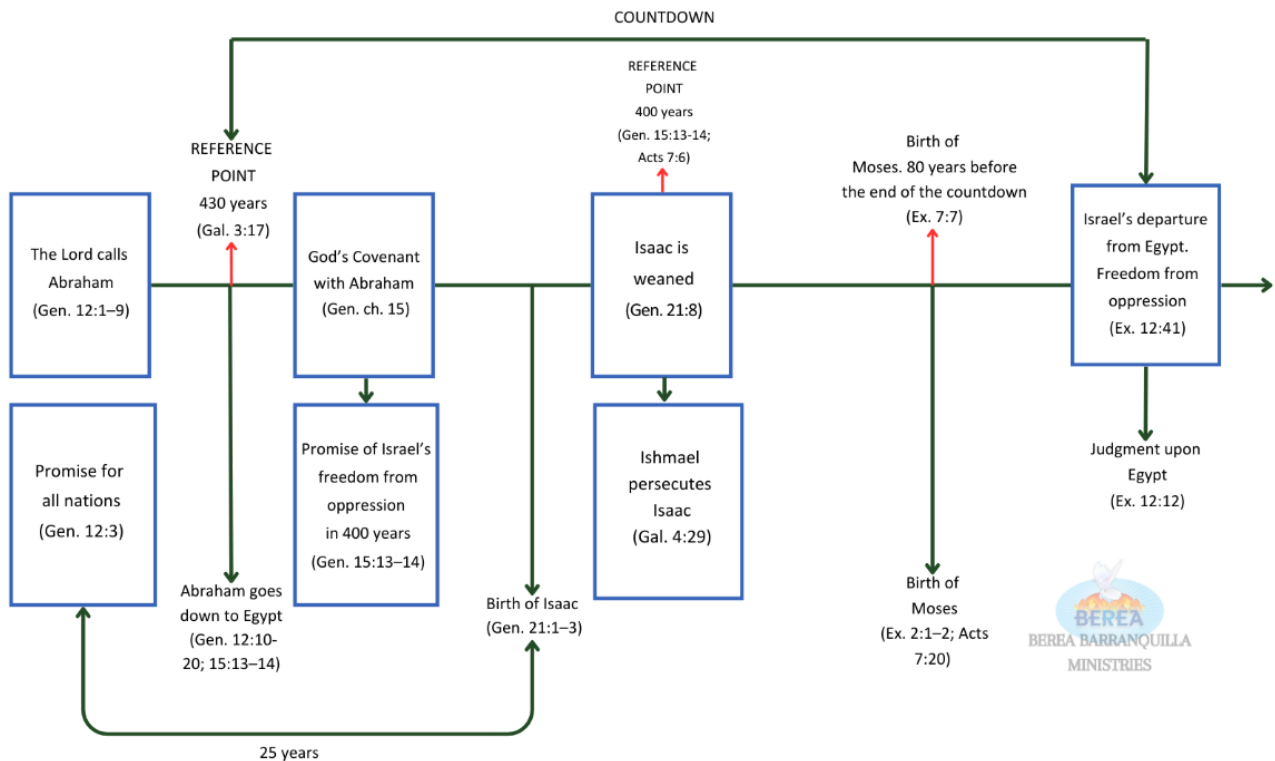 COUNTDOWN
REFERENCE
POINT
430 years
(Gal. 3:17)
REFERENCE
POINT
400 years
(Gen. 15:13-14;
Acts 7:6)
Birth of
Moses. 80 years before
the end of the countdown
(Ex. 7:7)
The Lord calls
Abraham
(Gen. 12:1–9)
God's Covenant
with Abraham
(Gen. ch. 15)
Isaac is
weaned
(Gen. 21:8)
Israel's departure
from Egypt.
Freedom from
oppression
(Ex. 12:41)
Promise for
all nations
(Gen. 12:3)
Promise of Israel's
freedom from
oppression
in 400 years
(Gen. 15:13–14)
Ishmael
persecutes
Isaac
(Gal. 4:29)
Judgment upon
Egypt
(Ex. 12:12)
Abraham goes
down to Egypt
(Gen. 12:10-
20; 15:13–14)
Birth of Isaac
(Gen. 21:1–3)
Birth of
Moses
(Ex. 2:1–2; Acts
7:20)
BEREA
BEREA BARRANQUILLA
MINISTRIES
25 years